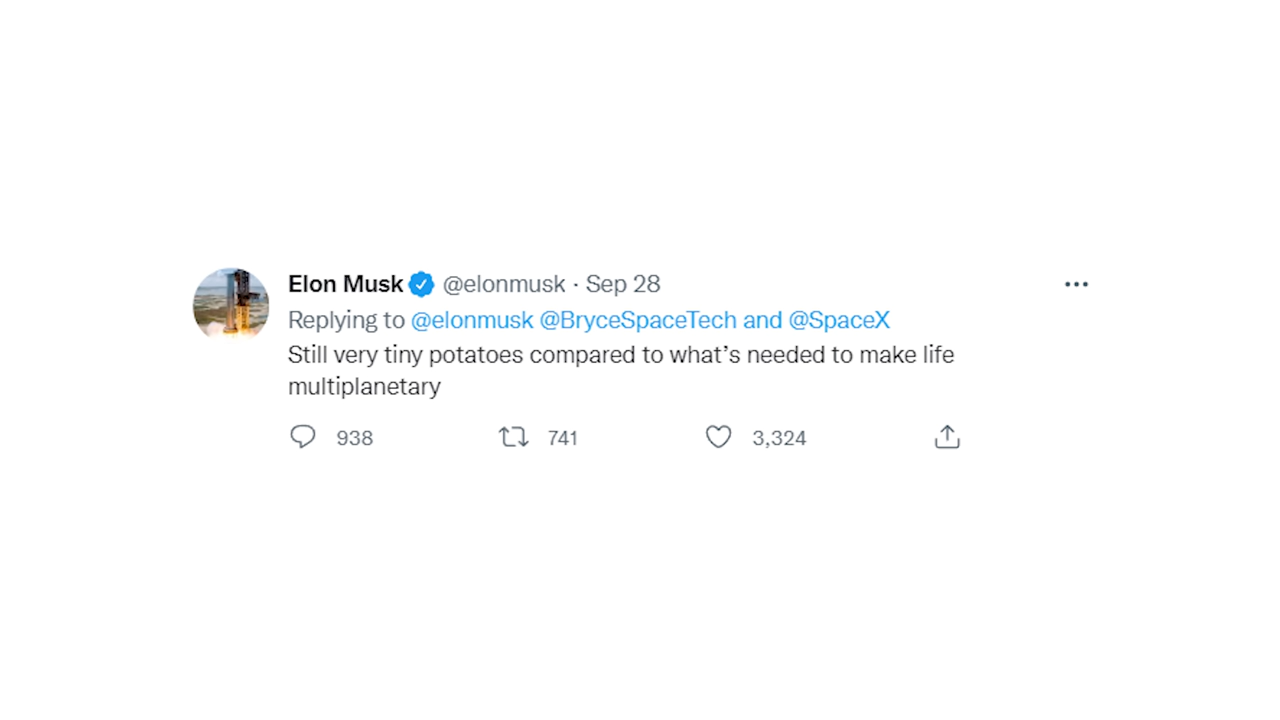 Elon Musk @elonmusk · Sep 28
Replying to @elonmusk @BryceSpaceTech and @SpaceX
Still very tiny potatoes compared to what’s needed to make life
multiplanetary
938 741 3,324